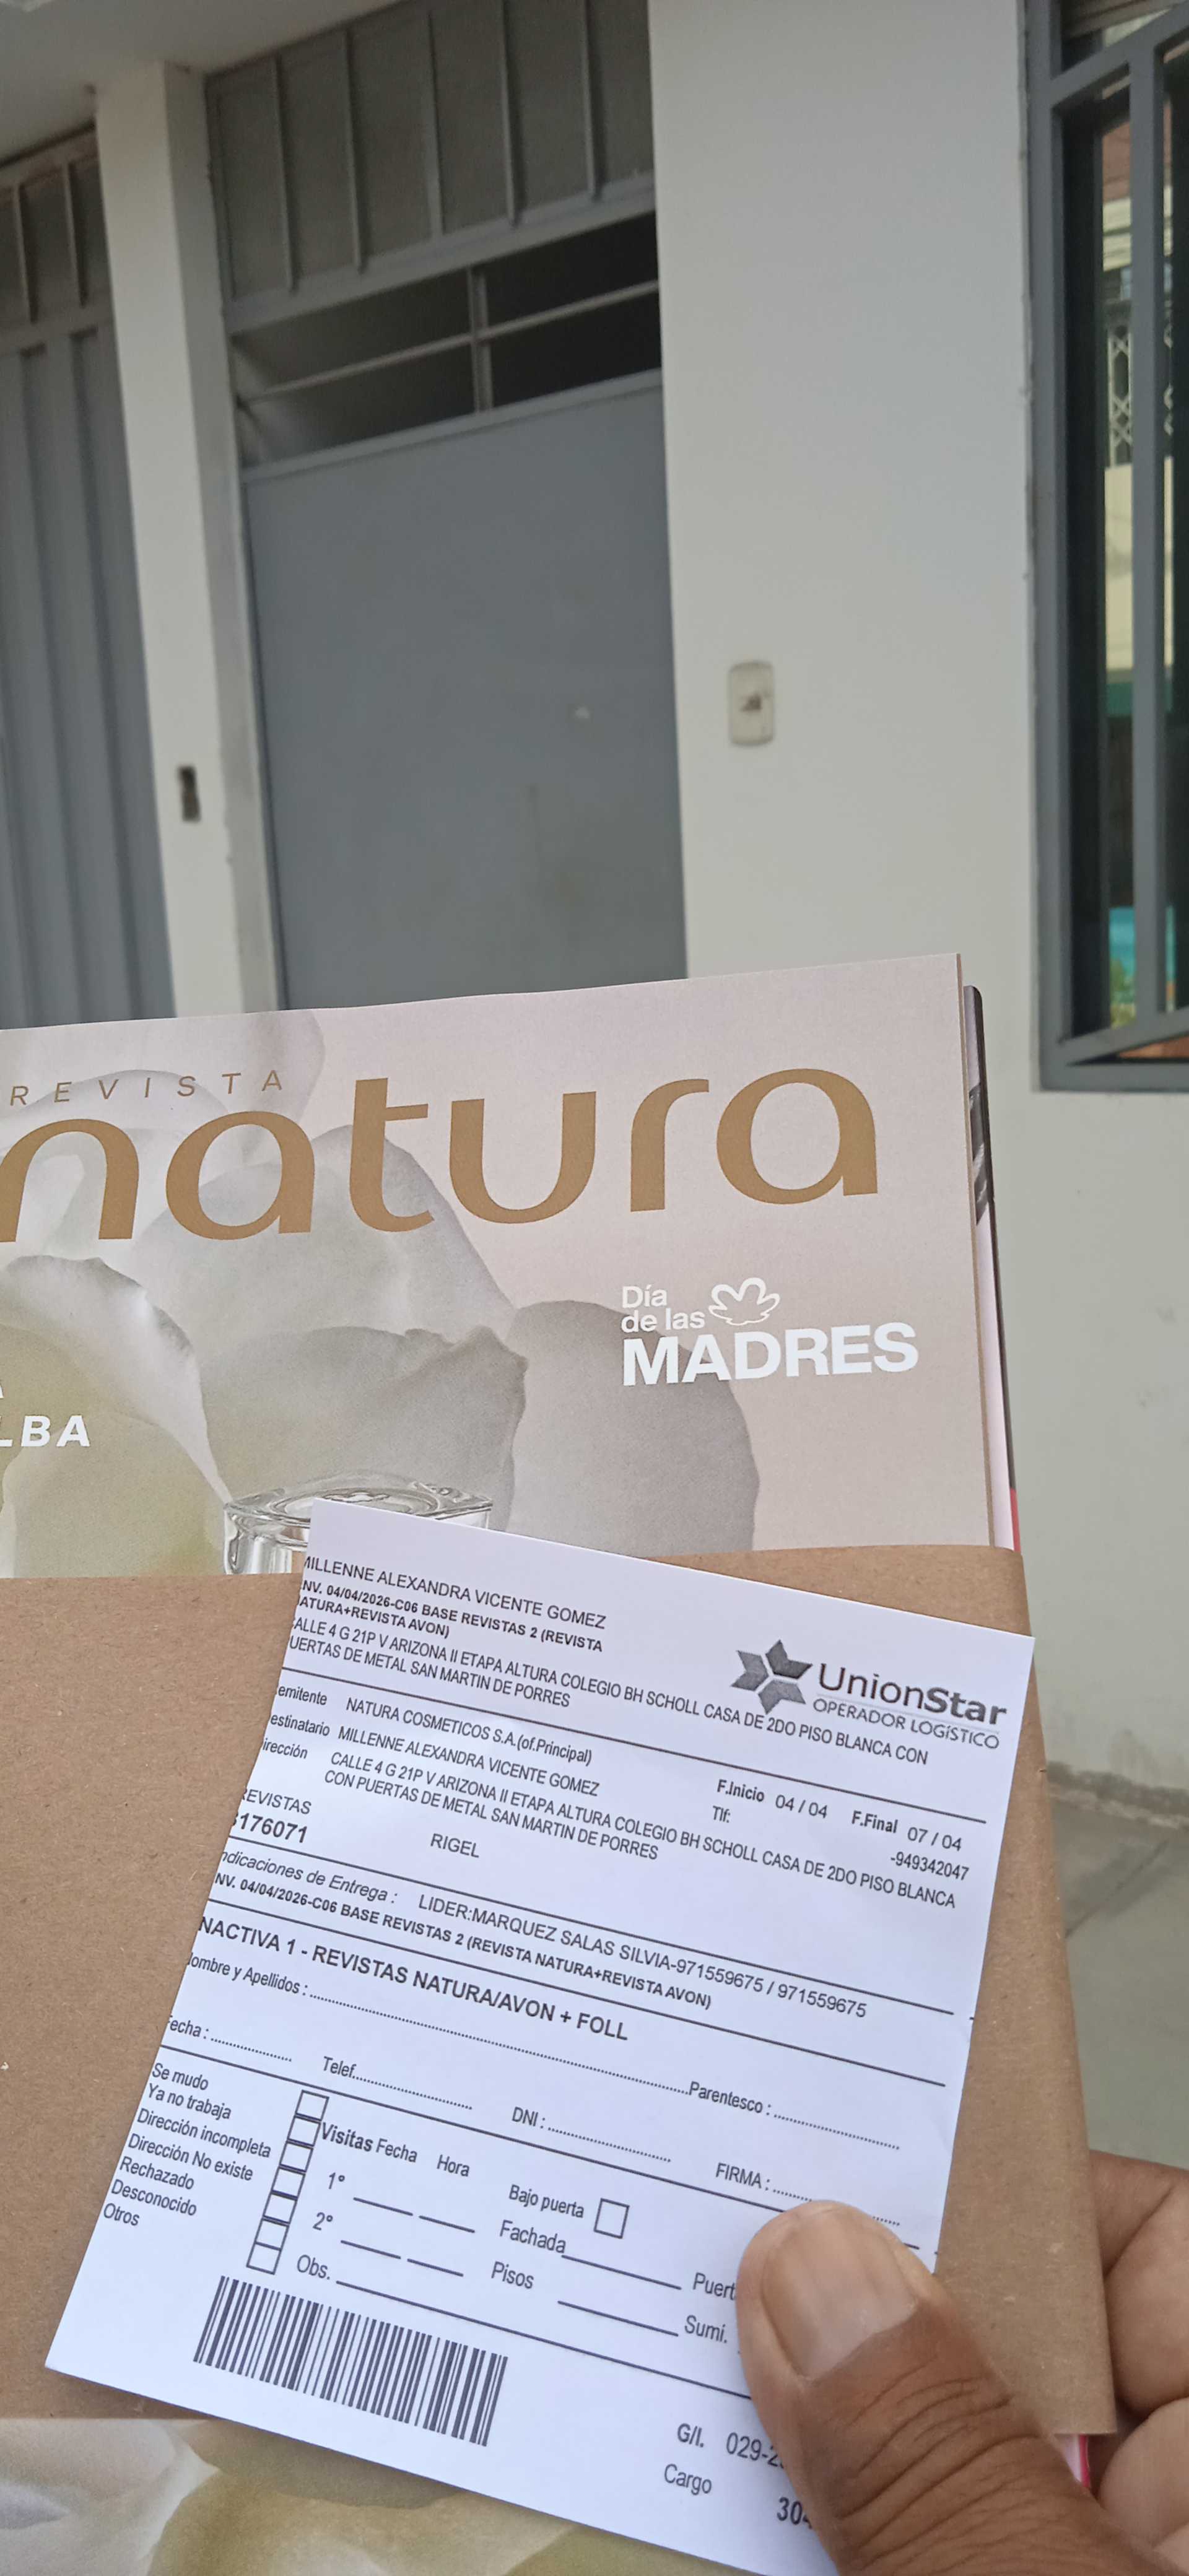 REVISTA
natura
Día
de las
MADRES
LBA
MILLENNE ALEXANDRA VICENTE GOMEZ
NV. 04/04/2026-C06 BASE REVISTAS 2 (REVISTA
ATURA+REVISTA AVON)
ALLE 4 G 21P V ARIZONA II ETAPA ALTURA COLEGIO BH SCHOLL CASA DE 2DO PISO BLANCA CON
UERTAS DE METAL SAN MARTIN DE PORRES
UnionStar
OPERADOR LOGÍSTICO
emitente NATURA COSMETICOS S.A.(of.Principal)
estinatario MILLENNE ALEXANDRA VICENTE GOMEZ
F.Inicio 04 / 04 F.Final 07 / 04
Tlf: -949342047
irección CALLE 4 G 21P V ARIZONA II ETAPA ALTURA COLEGIO BH SCHOLL CASA DE 2DO PISO BLANCA
CON PUERTAS DE METAL SAN MARTIN DE PORRES
REVISTAS
176071 RIGEL
ndicaciones de Entrega : LIDER:MARQUEZ SALAS SILVIA-971559675 / 971559675
NV. 04/04/2026-C06 BASE REVISTAS 2 (REVISTA NATURA+REVISTA AVON)
NACTIVA 1 - REVISTAS NATURA/AVON + FOLL
Nombre y Apellidos : Parentesco :
Fecha : Telef. DNI : FIRMA :
Se mudo
Ya no trabaja
Dirección incompleta
Dirección No existe
Rechazado
Desconocido
Otros
Visitas Fecha Hora
1°
2°
Obs.
Bajo puerta
Fachada Puert
Pisos Sumi.
G/I. 029-2
Cargo 304